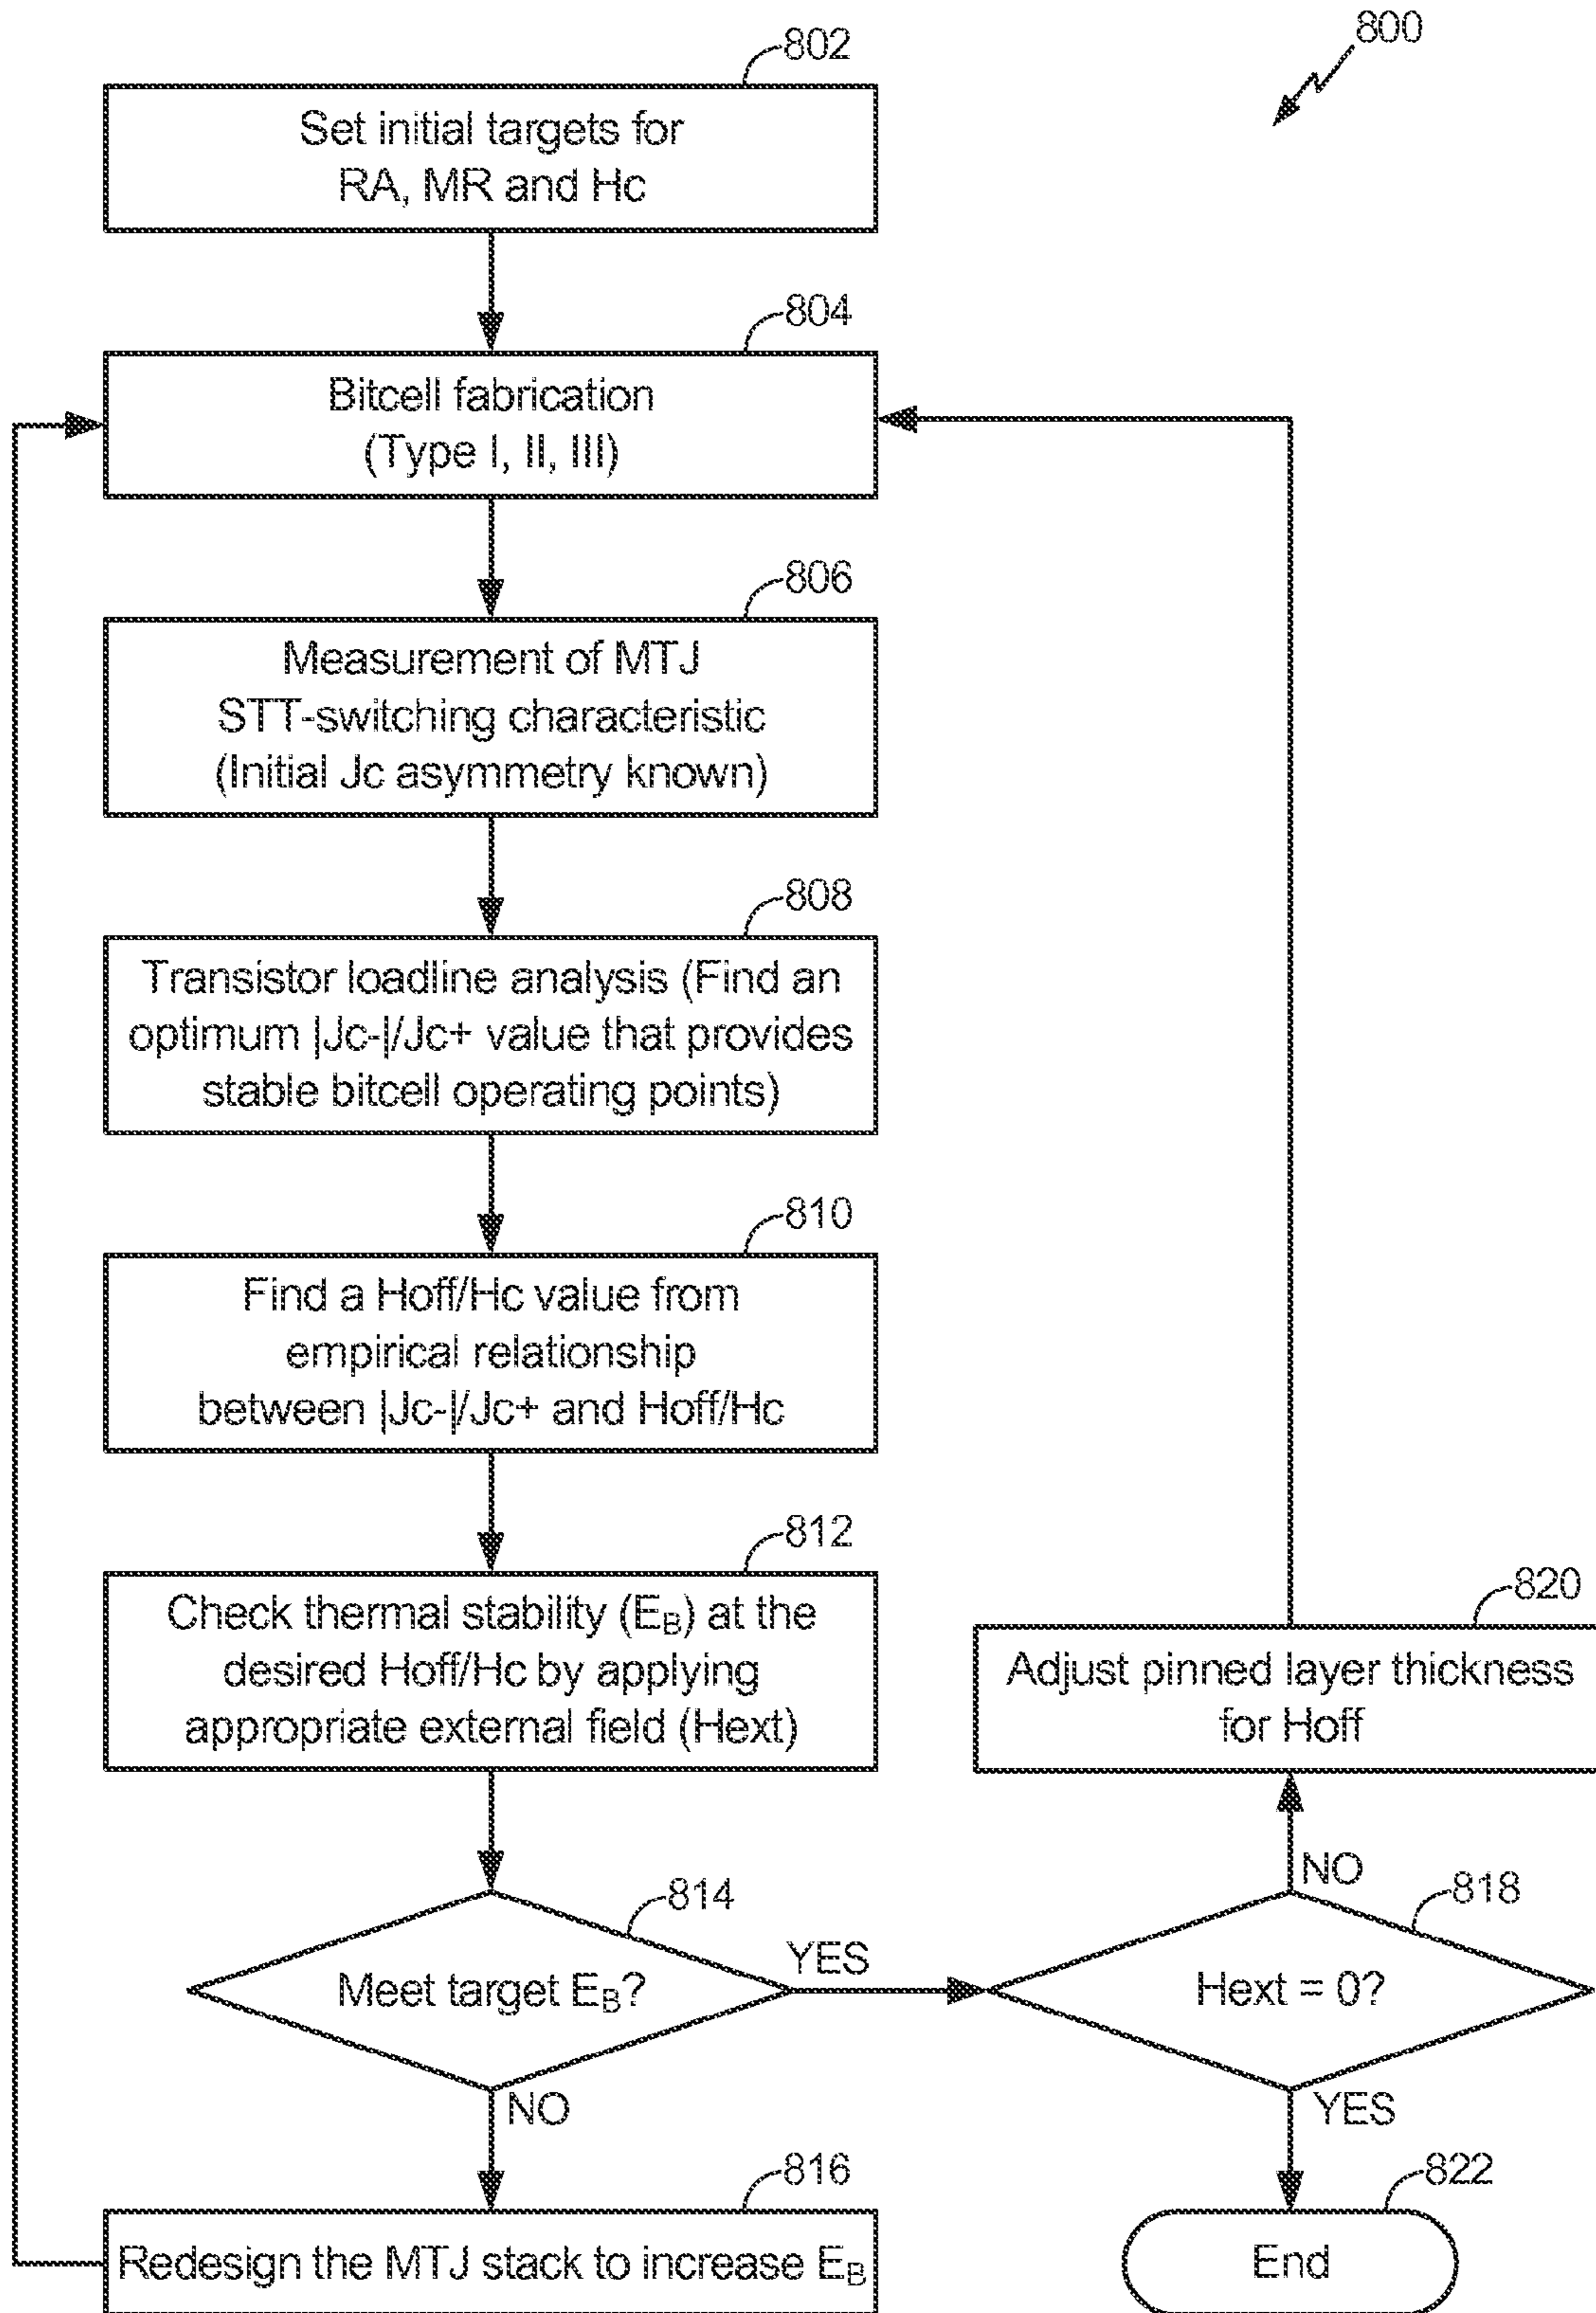 800
802
Set initial targets for
RA, MR and Hc
804
Bitcell fabrication
(Type I, II, III)
806
Measurement of MTJ
STT-switching characteristic
(Initial Jc asymmetry known)
808
Transistor loadline analysis (Find an
optimum |Jc-|/Jc+ value that provides
stable bitcell operating points)
810
Find a Hoff/Hc value from
empirical relationship
between |Jc-|/Jc+ and Hoff/Hc
812
Check thermal stability (E_B) at the
desired Hoff/Hc by applying
appropriate external field (Hext)
820
Adjust pinned layer thickness
for Hoff
814
Meet target E_B?
YES
NO
818
Hext = 0?
NO
YES
816
Redesign the MTJ stack to increase E_B
822
End